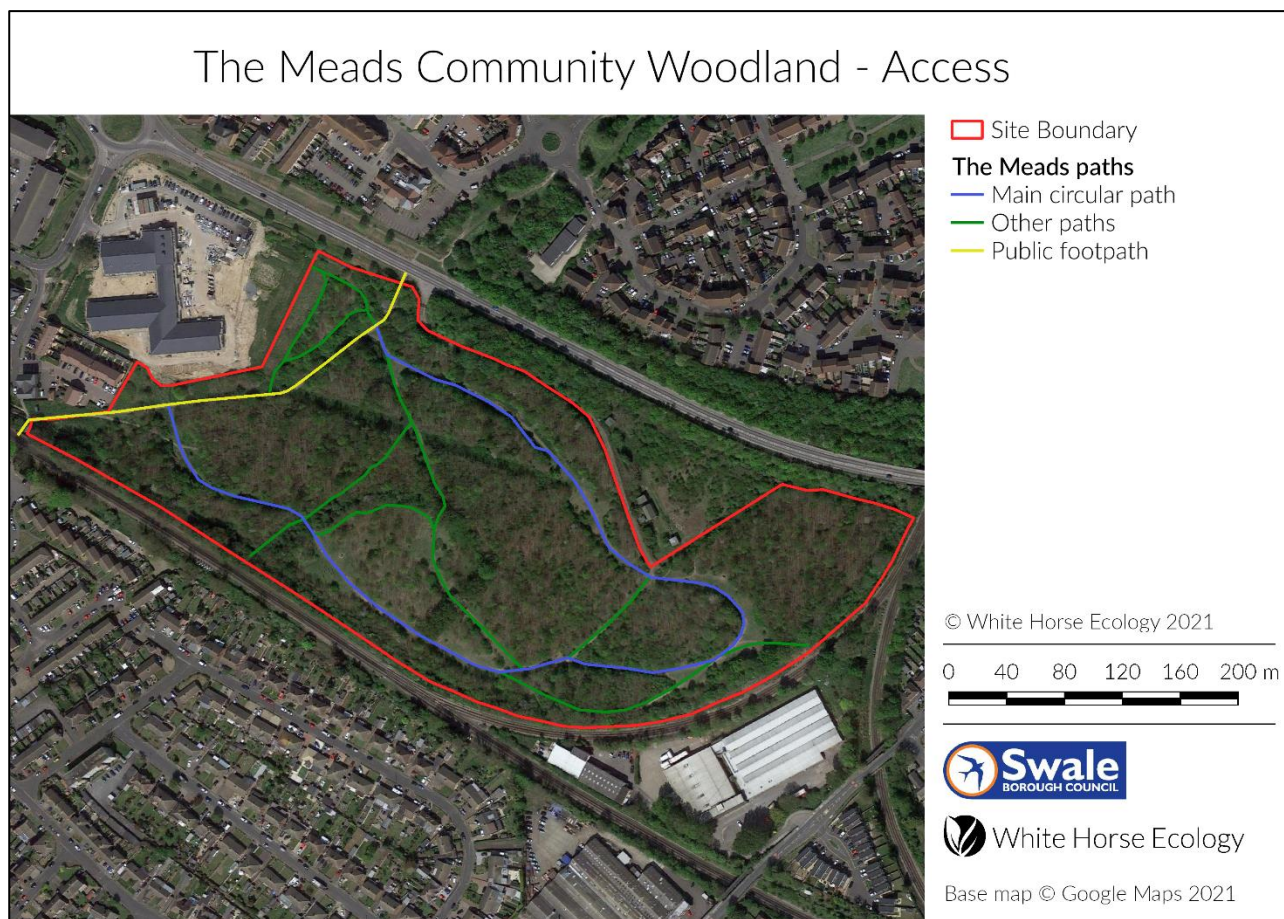 The Meads Community Woodland - Access
Site Boundary
The Meads paths
Main circular path
Other paths
Public footpath
© White Horse Ecology 2021
0 40 80 120 160 200 m
Swale
BOROUGH COUNCIL
White Horse Ecology
Base map © Google Maps 2021